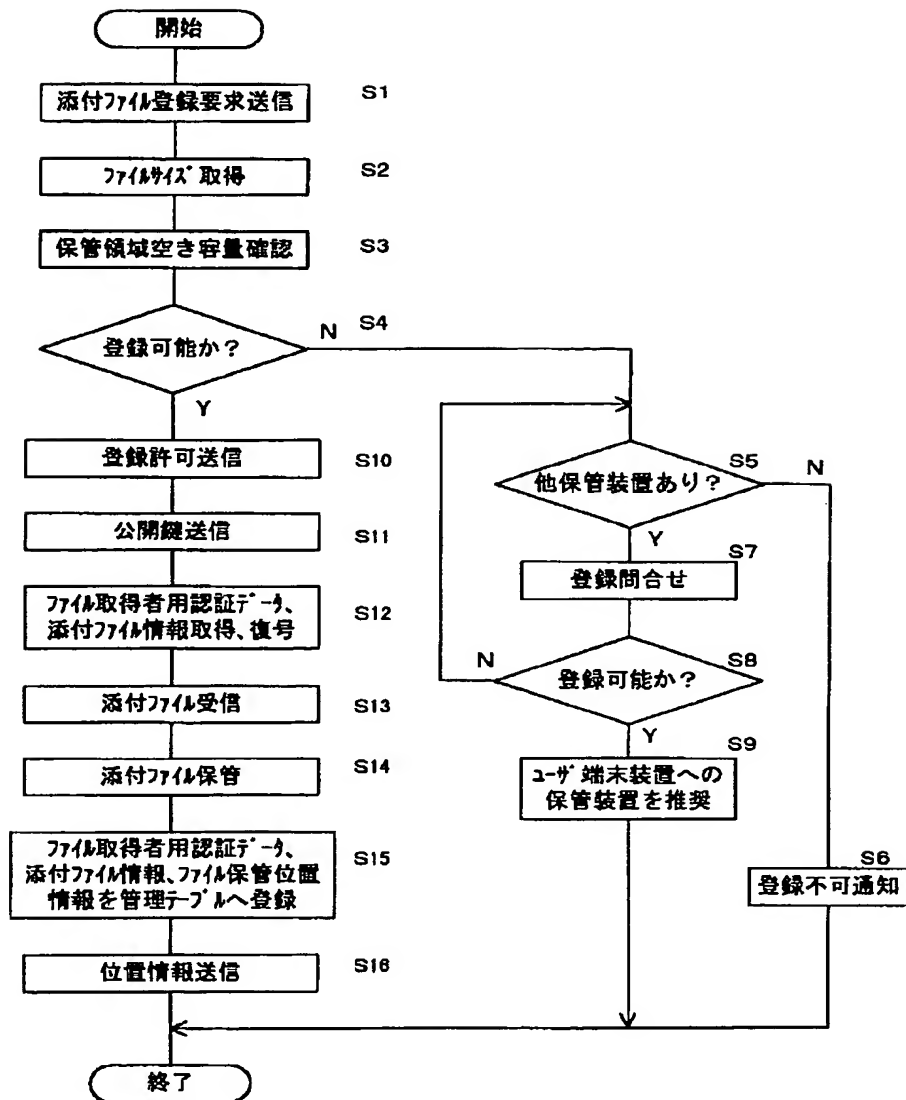 開始
添付ファイル登録要求送信 S1
ファイルサイズ取得 S2
保管領域空き容量確認 S3
登録可能か? N S4
Y
登録許可送信 S10
公開鍵送信 S11
ファイル取得者用認証データ、
添付ファイル情報取得、復号 S12
添付ファイル受信 S13
添付ファイル保管 S14
ファイル取得者用認証データ、
添付ファイル情報、ファイル保管位置
情報を管理テーブルへ登録 S15
位置情報送信 S16
終了
他保管装置あり? S5 N
Y S7
登録問合せ
N 登録可能か? S8
Y S9
ユーザ端末装置への
保管装置を推奨
S6
登録不可通知